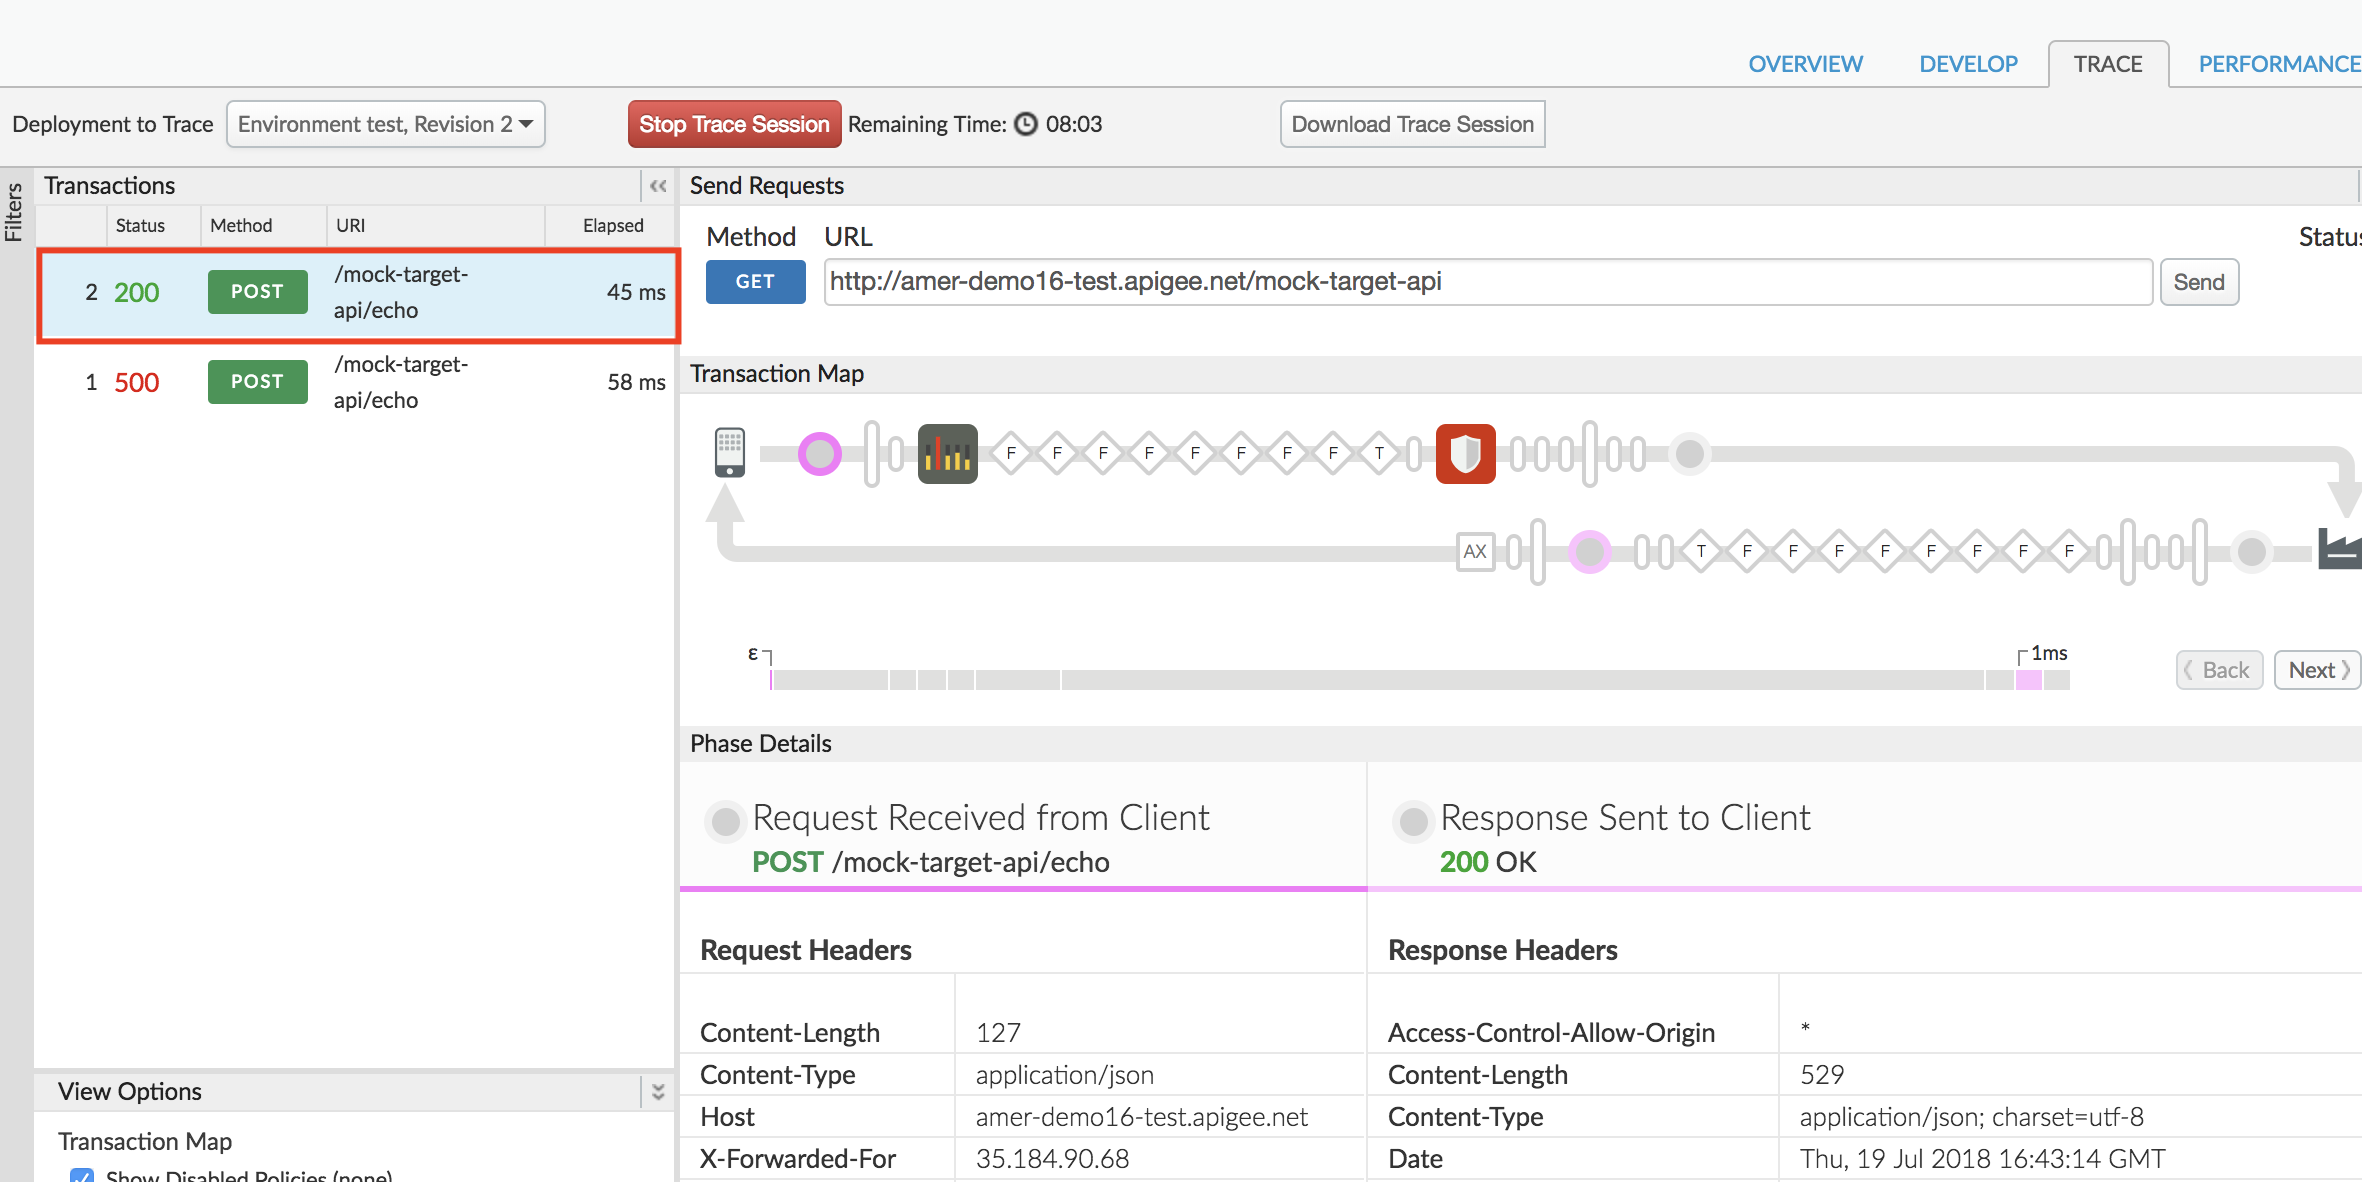 OVERVIEW DEVELOP TRACE PERFORMANCE
Deployment to Trace Environment test, Revision 2 Stop Trace Session Remaining Time: 08:03 Download Trace Session
Filters
Transactions
Status Method URI Elapsed
2 200 POST /mock-target-api/echo 45 ms
1 500 POST /mock-target-api/echo 58 ms
Send Requests
Method URL Status
GET http://amer-demo16-test.apigee.net/mock-target-api Send
Transaction Map
F F F F F F F F T
AX T F F F F F F F F
ε 1ms
Back Next
Phase Details
Request Received from Client
POST /mock-target-api/echo
Response Sent to Client
200 OK
Request Headers
Content-Length 127
Content-Type application/json
Host amer-demo16-test.apigee.net
X-Forwarded-For 35.184.90.68
Response Headers
Access-Control-Allow-Origin *
Content-Length 529
Content-Type application/json; charset=utf-8
Date Thu, 19 Jul 2018 16:43:14 GMT
View Options
Transaction Map
Show Disabled Policies (none)